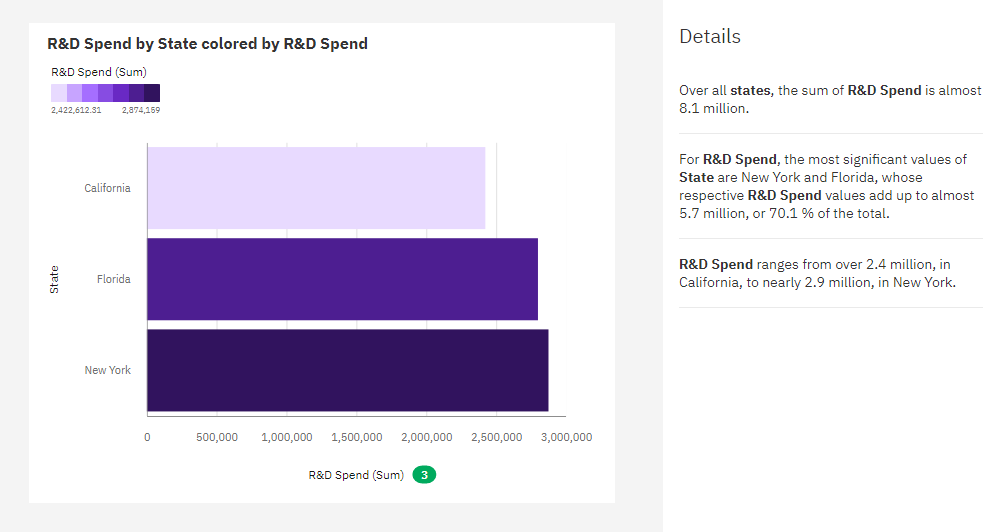 R&D Spend by State colored by R&D Spend
R&D Spend (Sum)
2,422,612.31 2,874,159
California
Florida
New York
State
0 500,000 1,000,000 1,500,000 2,000,000 2,500,000 3,000,000
R&D Spend (Sum) 3
Details
Over all states, the sum of R&D Spend is almost
8.1 million.
For R&D Spend, the most significant values of
State are New York and Florida, whose
respective R&D Spend values add up to almost
5.7 million, or 70.1 % of the total.
R&D Spend ranges from over 2.4 million, in
California, to nearly 2.9 million, in New York.